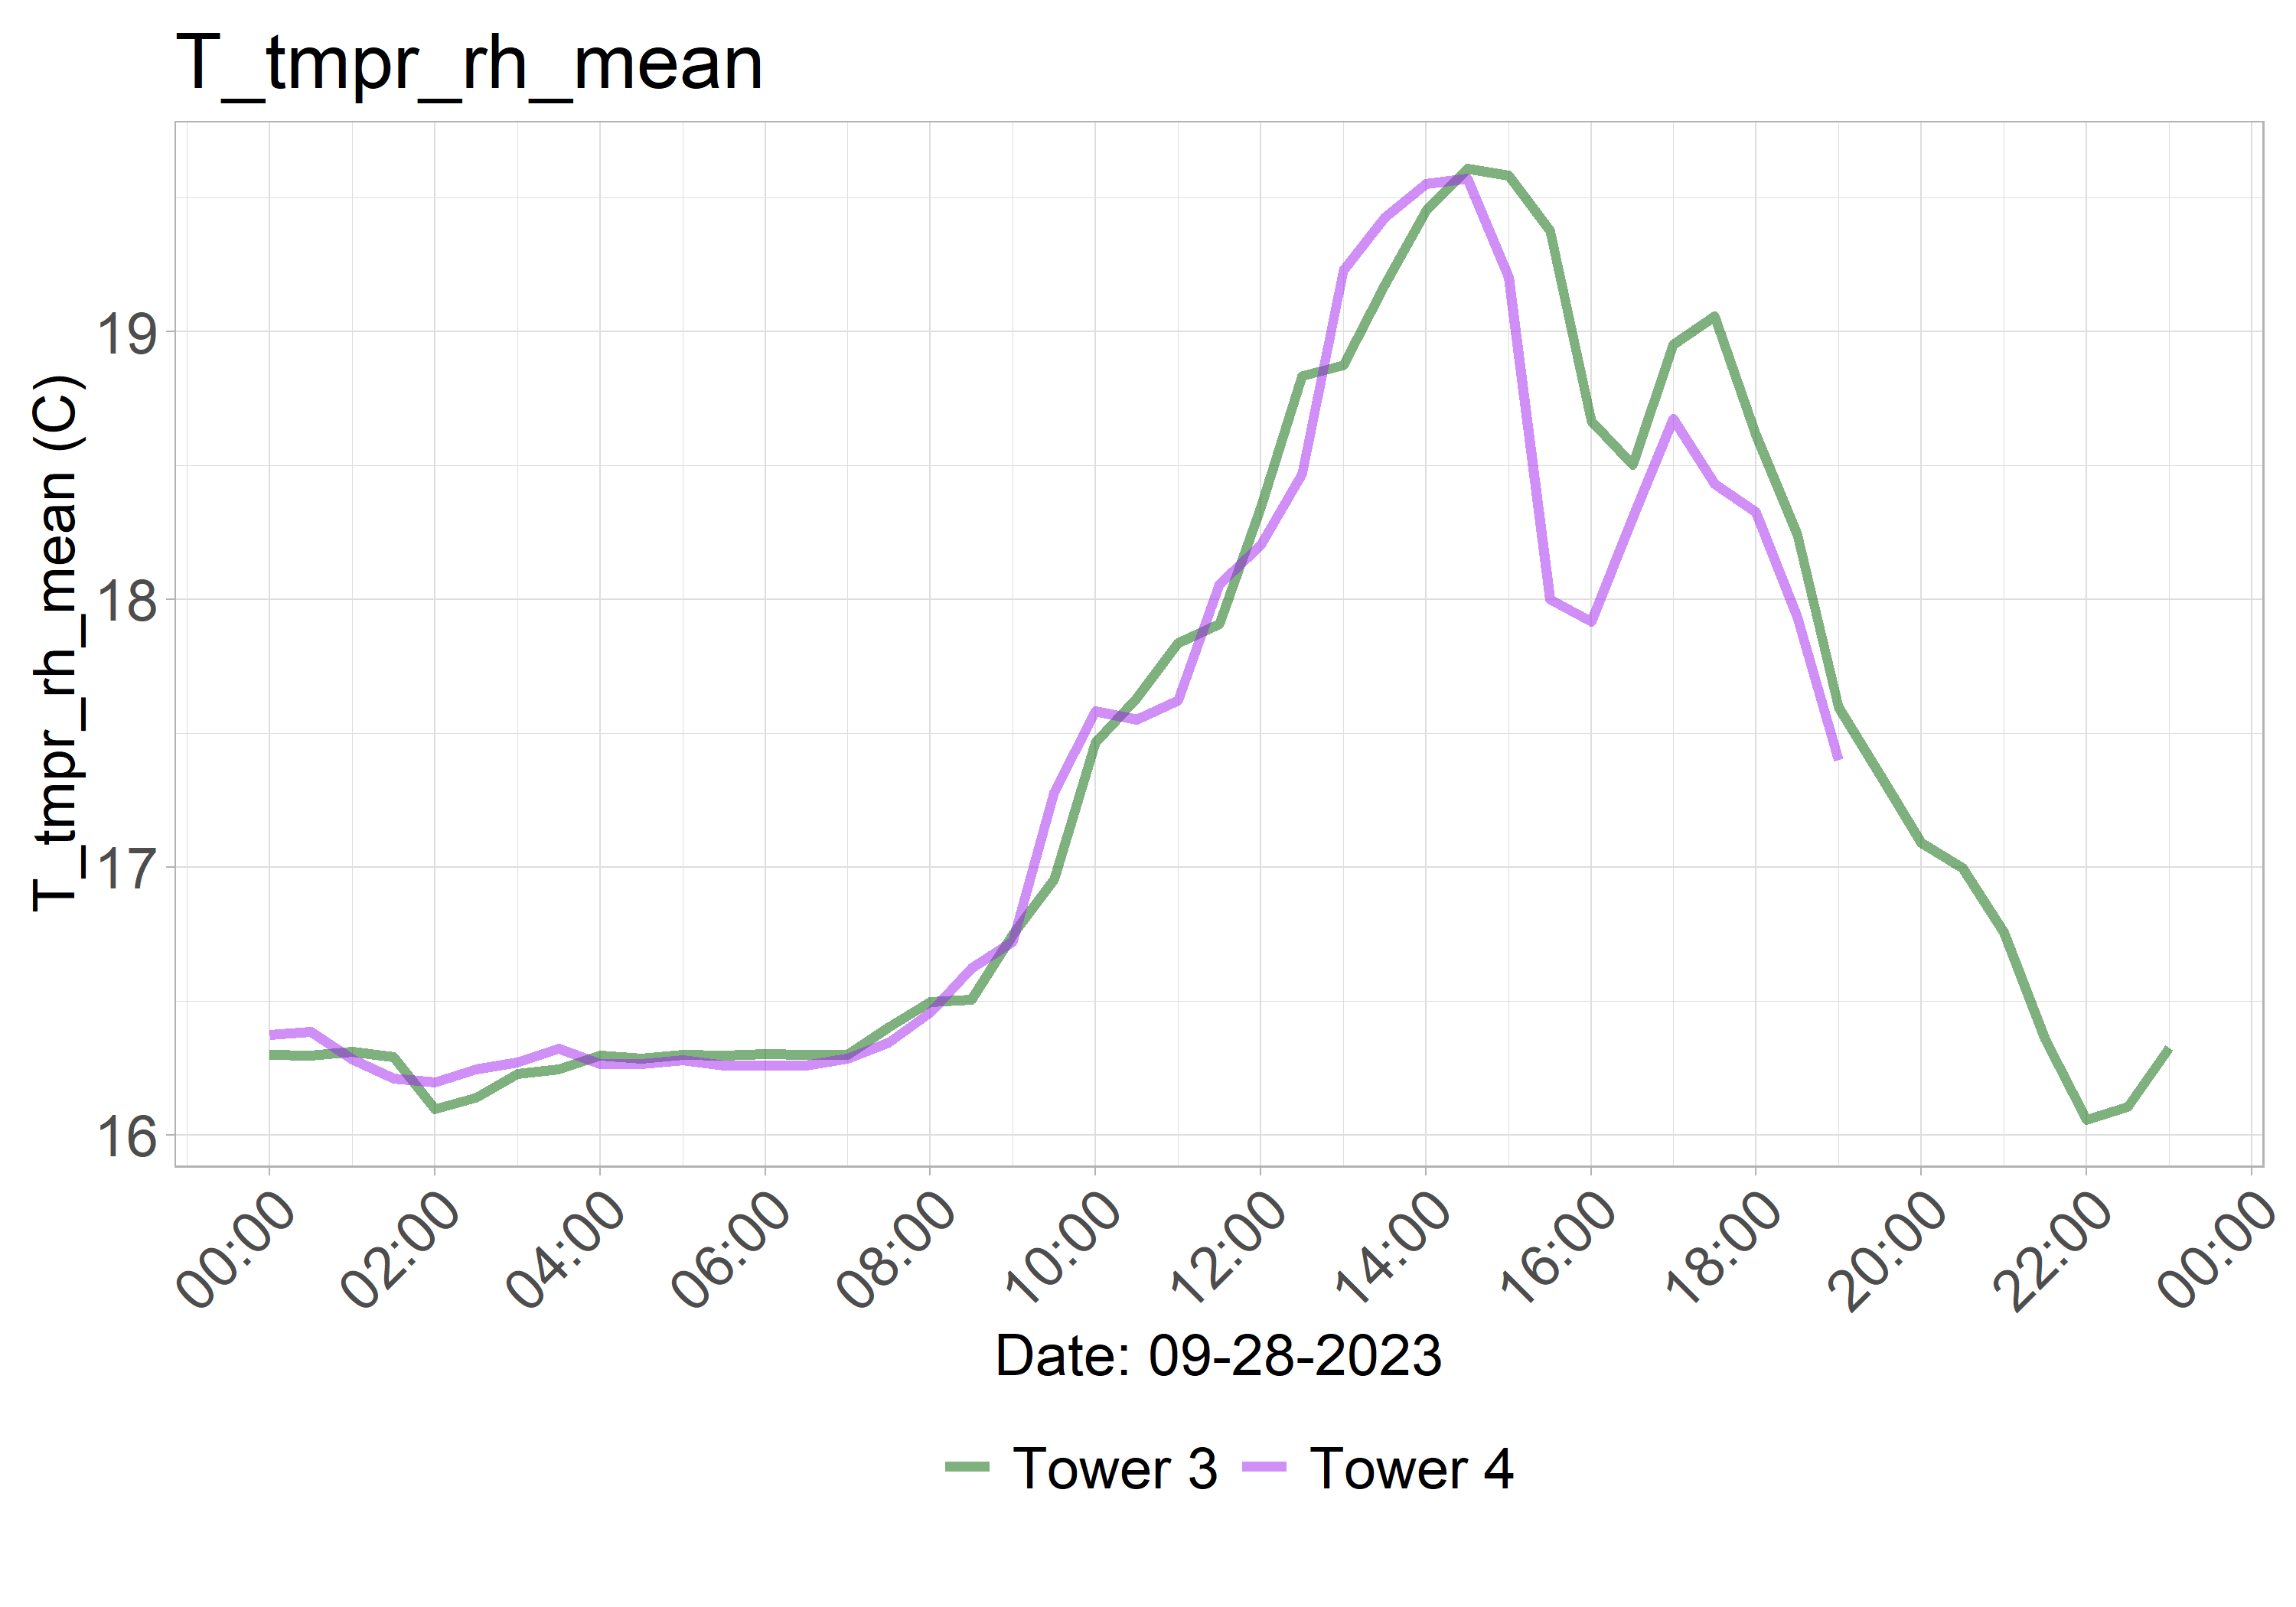 T_tmpr_rh_mean
T_tmpr_rh_mean (C)
19
18
17
16
00:00 02:00 04:00 06:00 08:00 10:00 12:00 14:00 16:00 18:00 20:00 22:00 00:00
Date: 09-28-2023
Tower 3 Tower 4